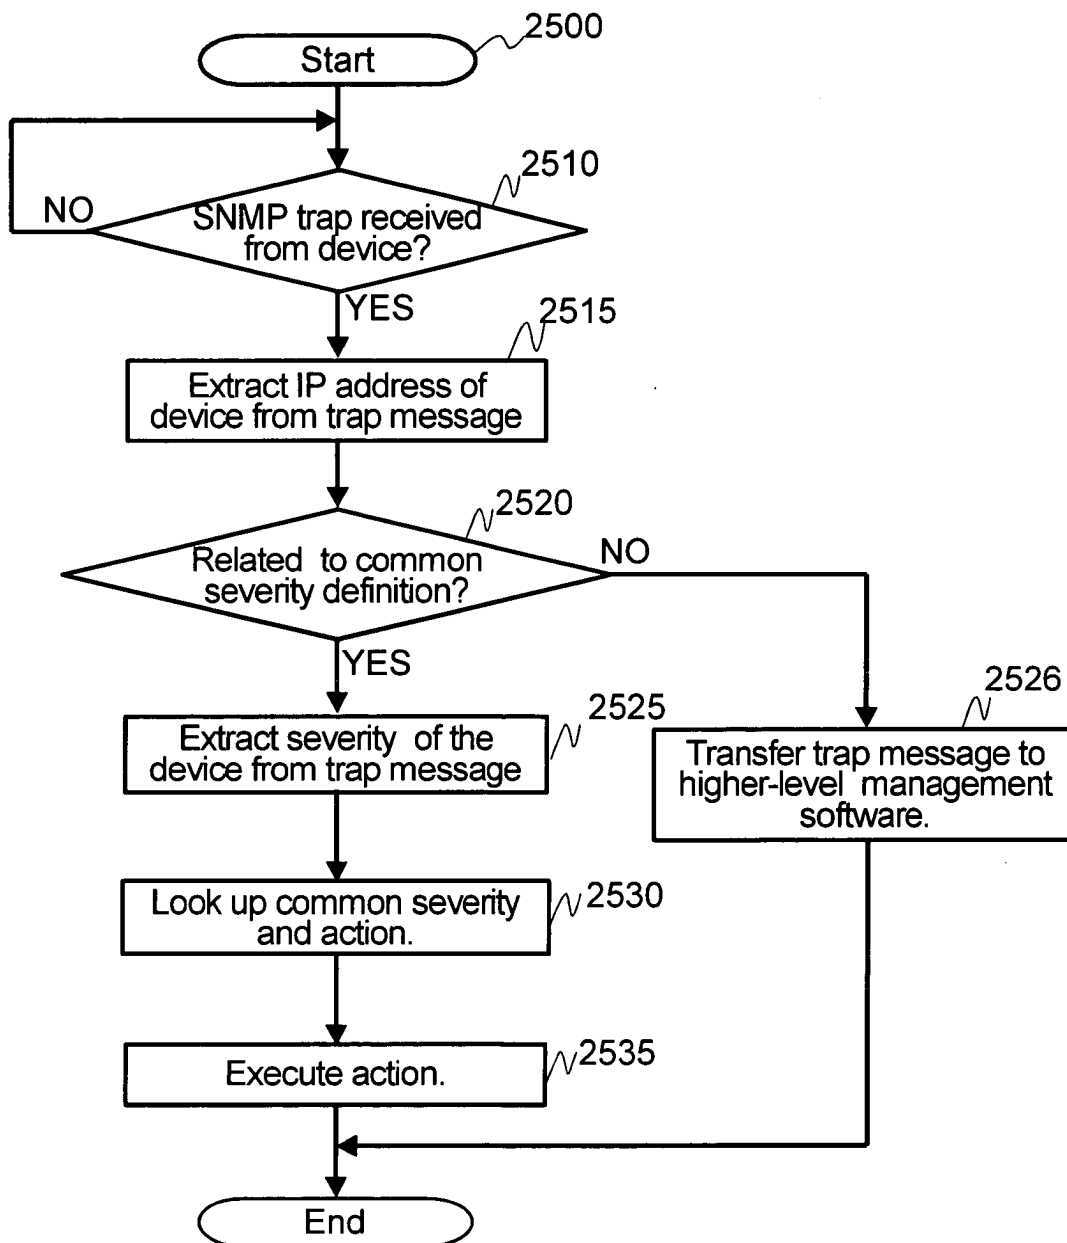 2500
Start
2510
NO
SNMP trap received
from device?
YES
2515
Extract IP address of
device from trap message
2520
Related to common
severity definition?
NO
YES
2525
Extract severity of the
device from trap message
2526
Transfer trap message to
higher-level management
software.
2530
Look up common severity
and action.
2535
Execute action.
End